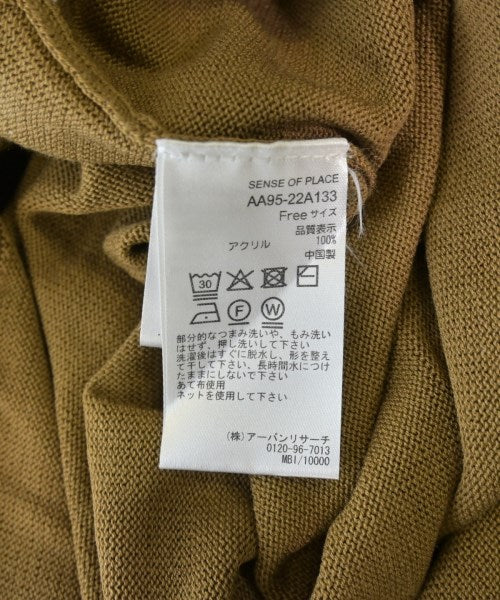 SENSE OF PLACE
AA95-22A133
Free サイズ
品質表示
アクリル 100%
中国製
30
F W
部分的なつまみ洗いや、もみ洗い
はせず、押し洗いして下さい
洗濯後はすぐに脱水し、形を整え
て干して下さい、長時間水につけ
たままにしないで下さい
あて布使用
ネットを使用して下さい
(株)アーバンリサーチ
0120-96-7013
MBI/10000